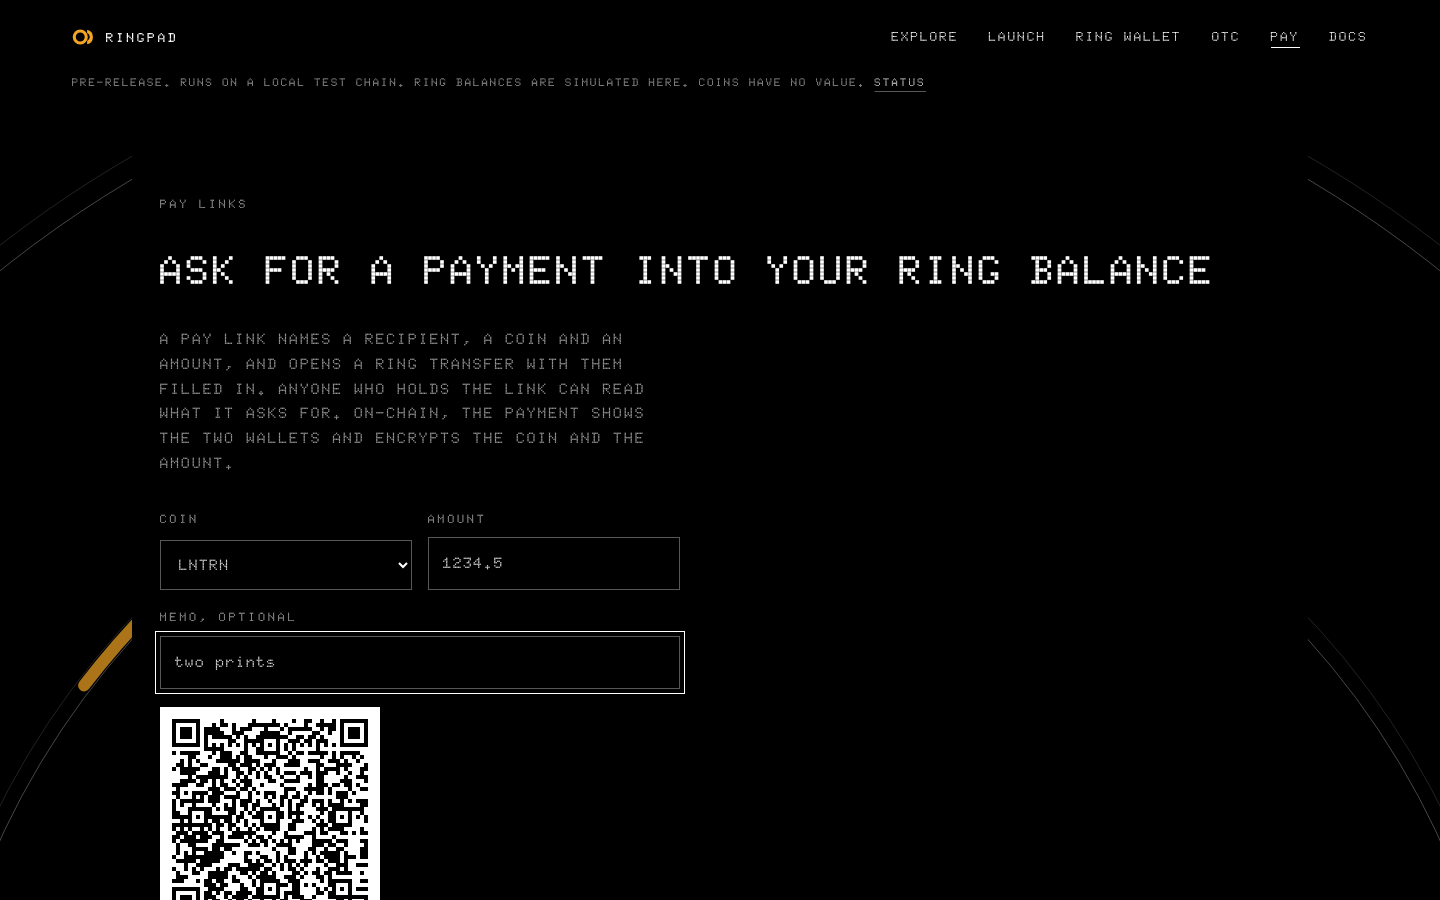 RINGPAD
EXPLORE LAUNCH RING WALLET OTC PAY DOCS
PRE-RELEASE. RUNS ON A LOCAL TEST CHAIN. RING BALANCES ARE SIMULATED HERE. COINS HAVE NO VALUE. STATUS
PAY LINKS
ASK FOR A PAYMENT INTO YOUR RING BALANCE
A PAY LINK NAMES A RECIPIENT, A COIN AND AN
AMOUNT, AND OPENS A RING TRANSFER WITH THEM
FILLED IN. ANYONE WHO HOLDS THE LINK CAN READ
WHAT IT ASKS FOR. ON-CHAIN, THE PAYMENT SHOWS
THE TWO WALLETS AND ENCRYPTS THE COIN AND THE
AMOUNT.
COIN AMOUNT
LNTRN 1234.5
MEMO, OPTIONAL
two prints